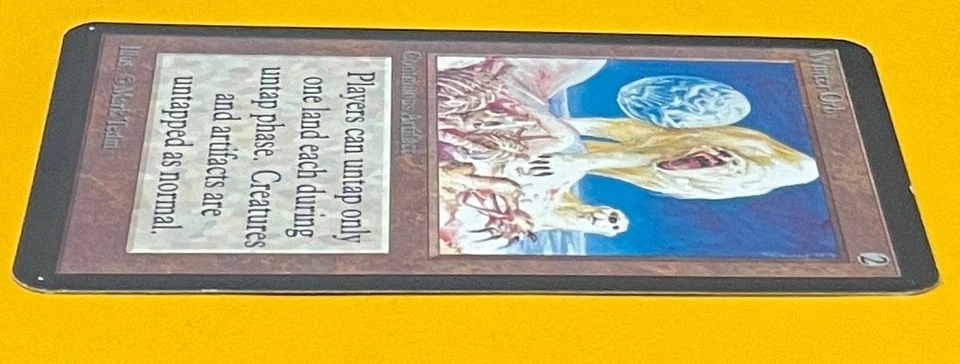 Winter Orb
2
Continuous Artifact
Players can untap only
one land each during
untap phase. Creatures
and artifacts are
untapped as normal.
Illus. © Mark Tedin